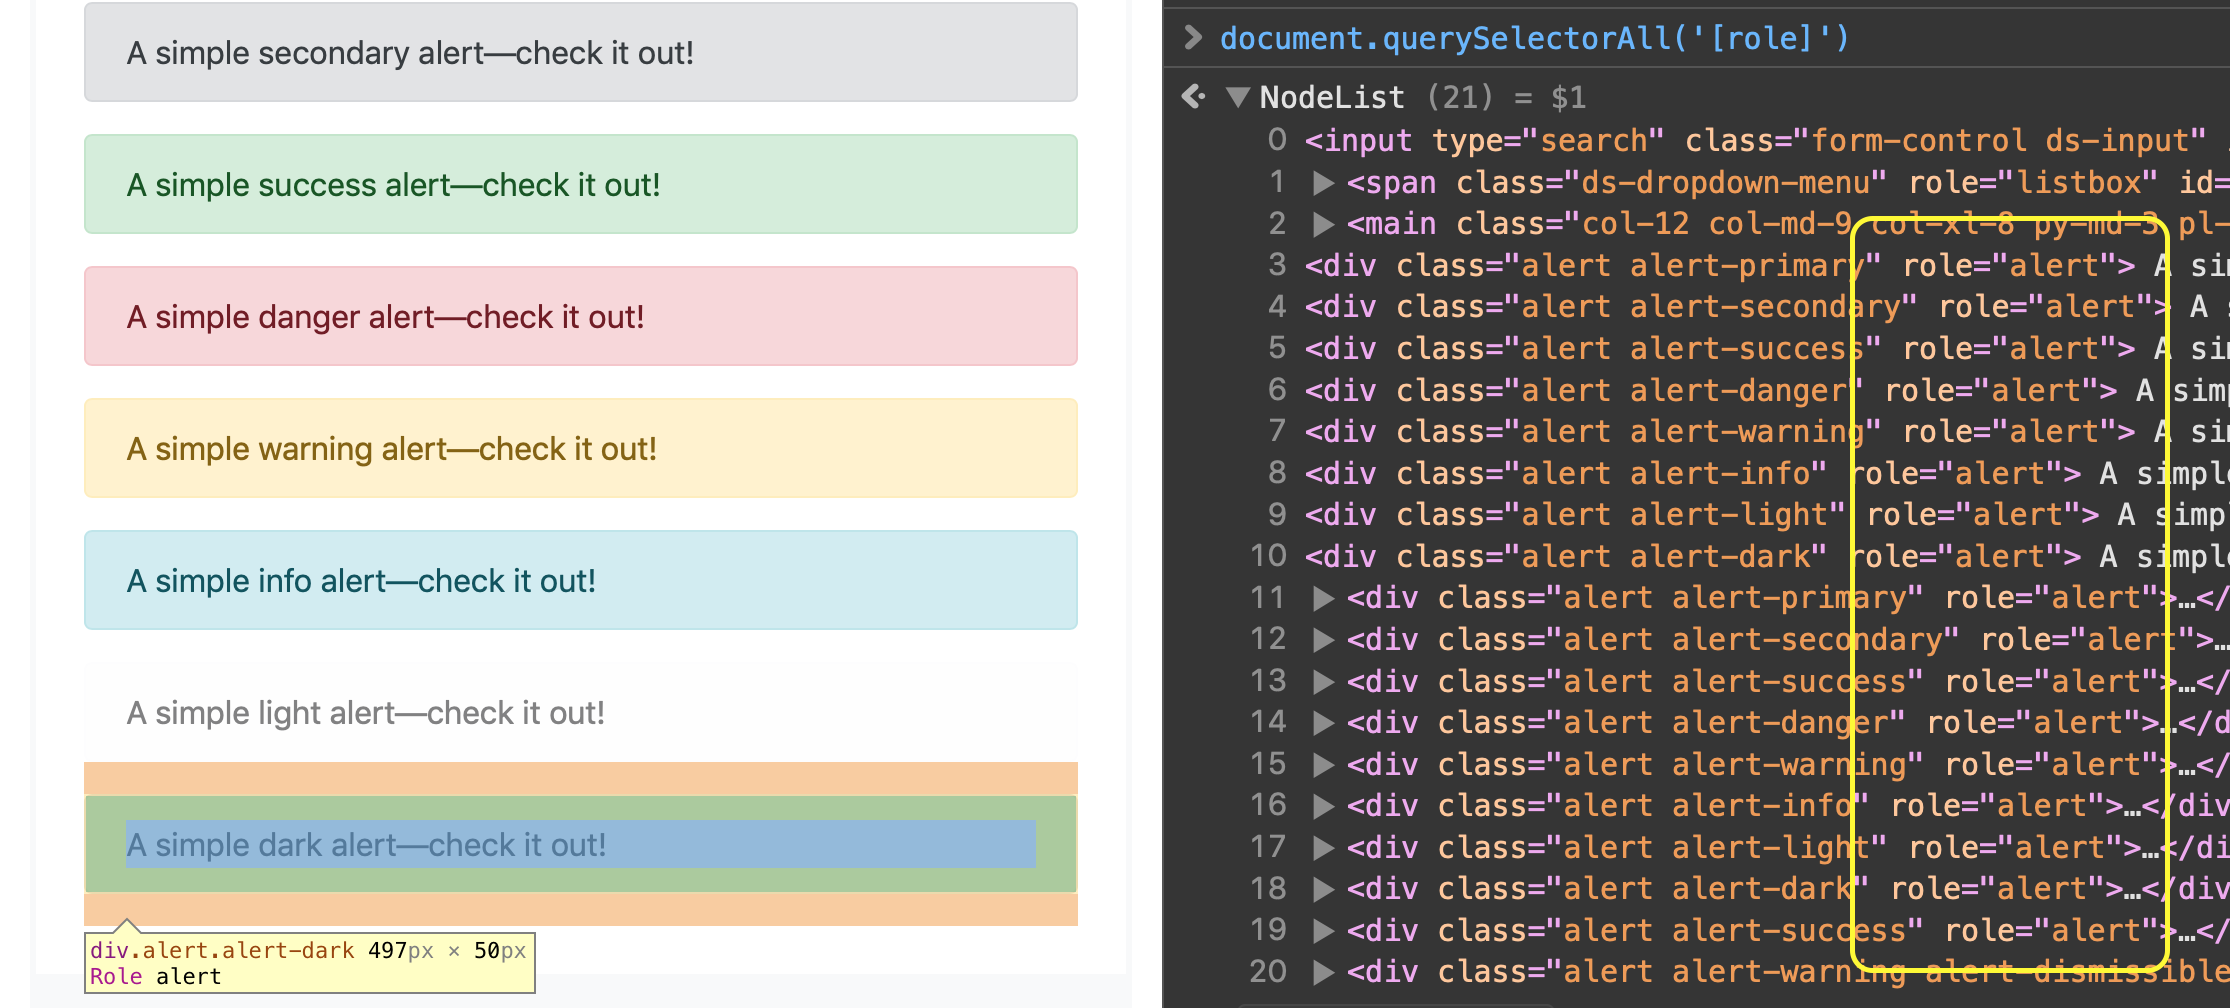 A simple secondary alert—check it out!
A simple success alert—check it out!
A simple danger alert—check it out!
A simple warning alert—check it out!
A simple info alert—check it out!
A simple light alert—check it out!
A simple dark alert—check it out!
div.alert.alert-dark 497px × 50px
Role alert
document.querySelectorAll('[role]')
NodeList (21) = $1
0 <input type="search" class="form-control ds-input"
1 <span class="ds-dropdown-menu" role="listbox" id=
2 <main class="col-12 col-md-9 col-xl-8 py-md-3 pl-
3 <div class="alert alert-primary" role="alert"> A sim
4 <div class="alert alert-secondary" role="alert"> A s
5 <div class="alert alert-success" role="alert"> A sim
6 <div class="alert alert-danger" role="alert"> A simp
7 <div class="alert alert-warning" role="alert"> A sim
8 <div class="alert alert-info" role="alert"> A simple
9 <div class="alert alert-light" role="alert"> A simp
10 <div class="alert alert-dark" role="alert"> A simple
11 <div class="alert alert-primary" role="alert">…</
12 <div class="alert alert-secondary" role="alert">…
13 <div class="alert alert-success" role="alert">…</
14 <div class="alert alert-danger" role="alert">…</d
15 <div class="alert alert-warning" role="alert">…</
16 <div class="alert alert-info" role="alert">…</div
17 <div class="alert alert-light" role="alert">…</di
18 <div class="alert alert-dark" role="alert">…</div
19 <div class="alert alert-success" role="alert">…</
20 <div class="alert alert-warning alert-dismissible